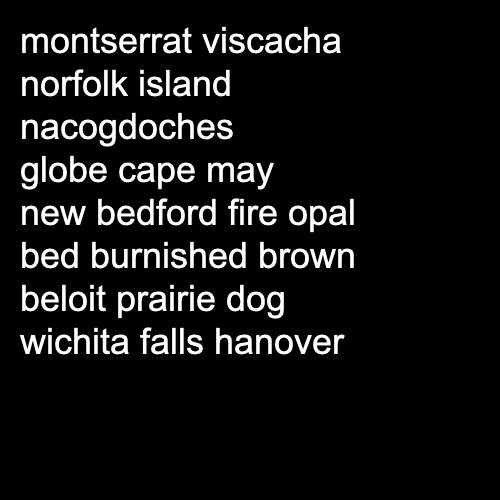 montserrat viscacha
norfolk island
nacogdoches
globe cape may
new bedford fire opal
bed burnished brown
beloit prairie dog
wichita falls hanover